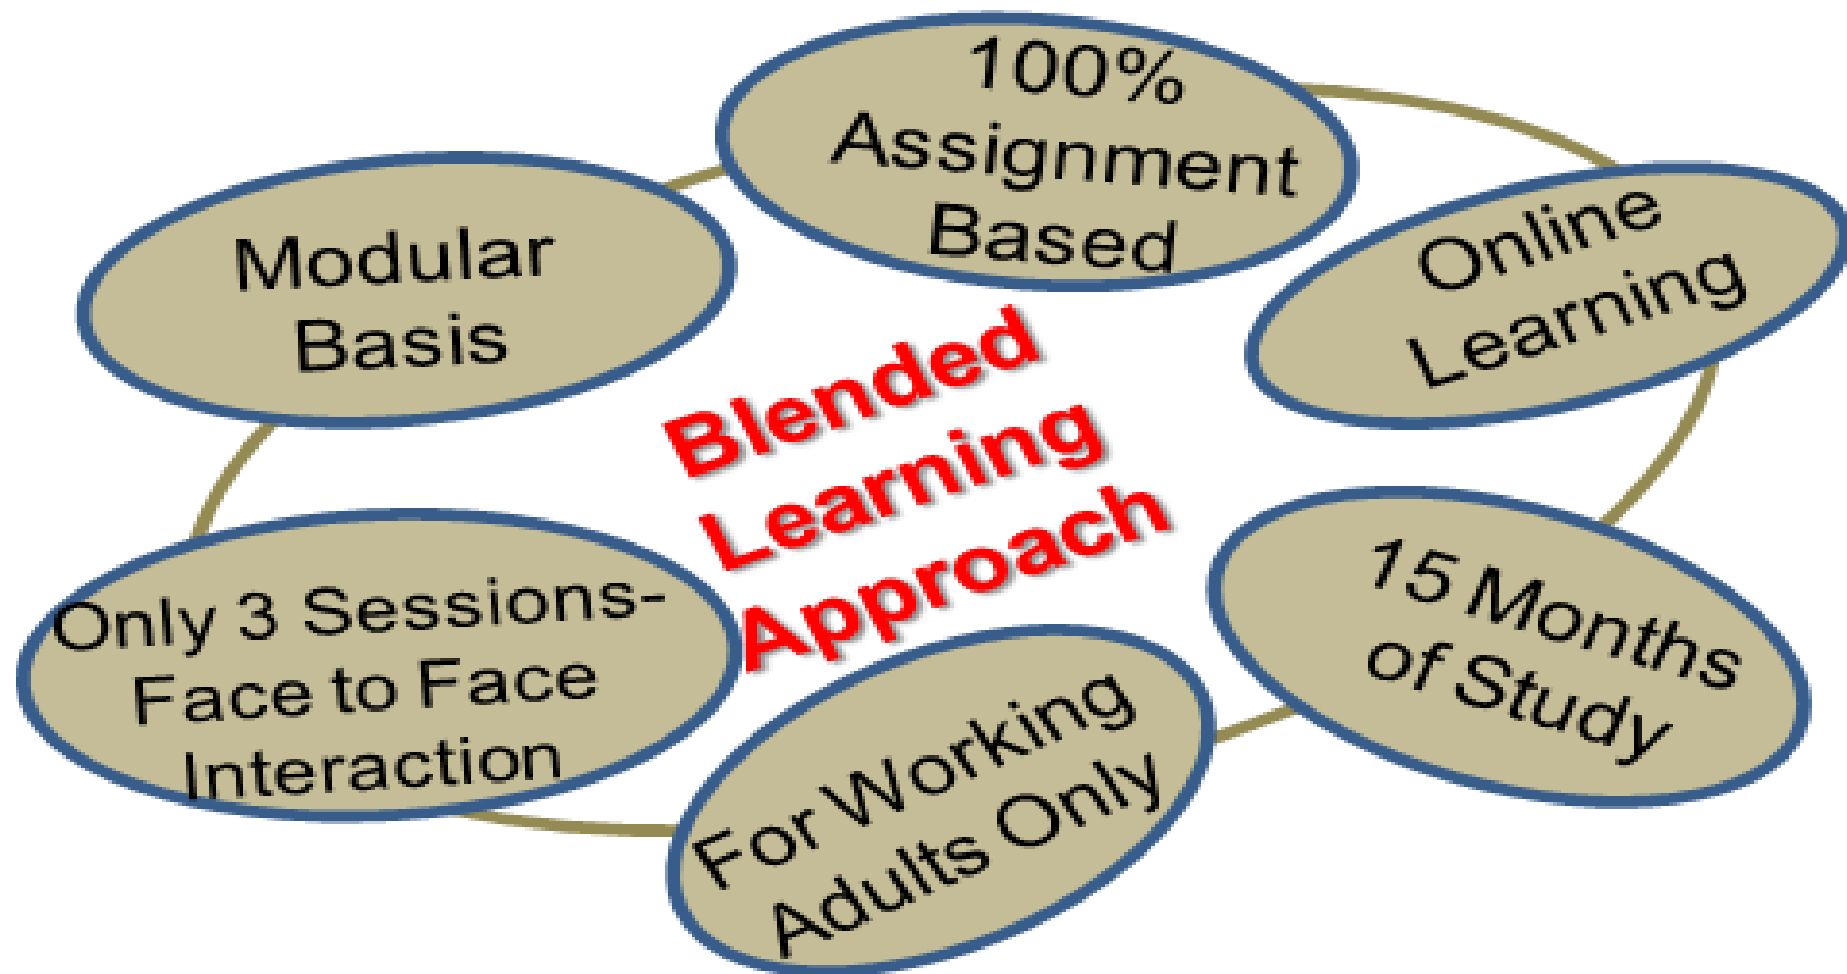 100%
Assignment
Based
Online
Learning
15 Months
of Study
For Working
Adults Only
Only 3 Sessions-
Face to Face
Interaction
Modular
Basis
Blended
Learning
Approach